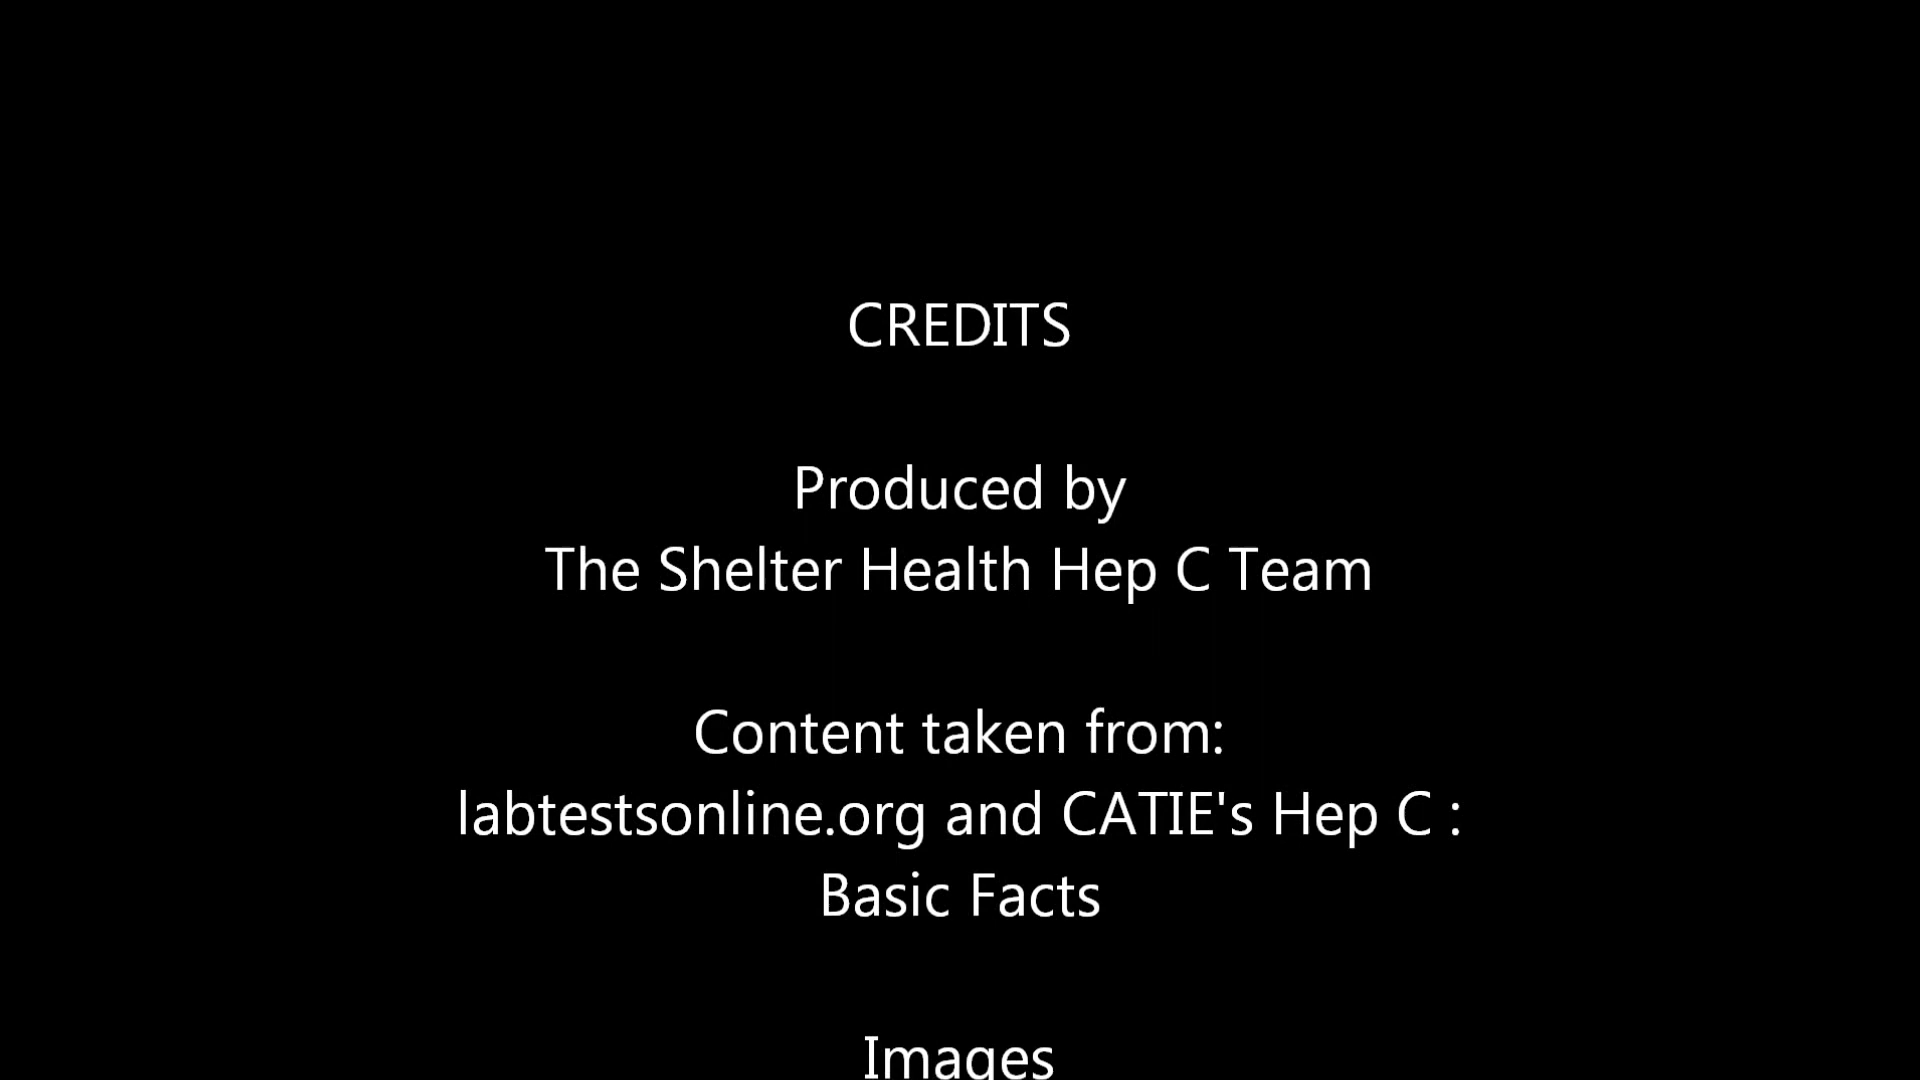 CREDITS
Produced by
The Shelter Health Hep C Team
Content taken from:
labtestsonline.org and CATIE's Hep C :
Basic Facts
Images